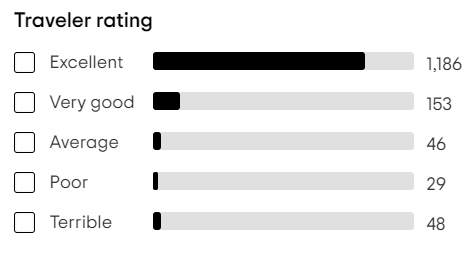 Traveler rating
Excellent 1,186
Very good 153
Average 46
Poor 29
Terrible 48